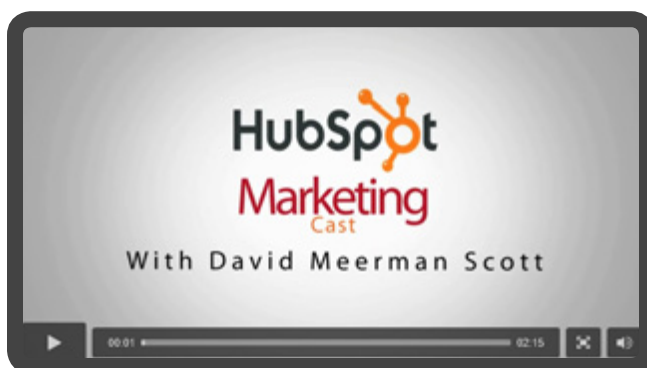 HubSpot
Marketing
Cast
With David Meerman Scott
00:01 02:15